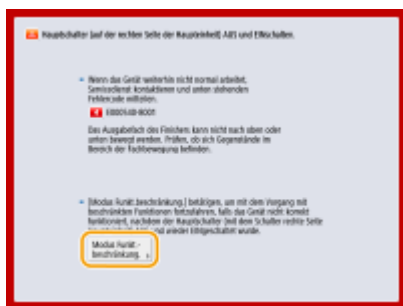 Hauptschalter (auf der rechten Seite der Haupteinheit) AUS und EINschalten.
Wenn das Gerät weiterhin nicht normal arbeitet,
Servicedienst kontaktieren und unten stehenden
Fehlercode mitteilen.
E000540-8001
Das Ausgabefach des Finishers kann nicht nach oben oder
unten bewegt werden. Prüfen, ob sich Gegenstände im
Bereich der Fachbewegung befinden.
[Modus Funkt.beschränkung.] betätigen, um mit dem Vorgang mit
beschränkten Funktionen fortzufahren, falls das Gerät nicht korrekt
funktioniert, nachdem der Hauptschalter (mit dem Schalter rechte Seite
AUS und wieder EINgeschaltet wurde.
Modus Funkt.-
beschränkung.